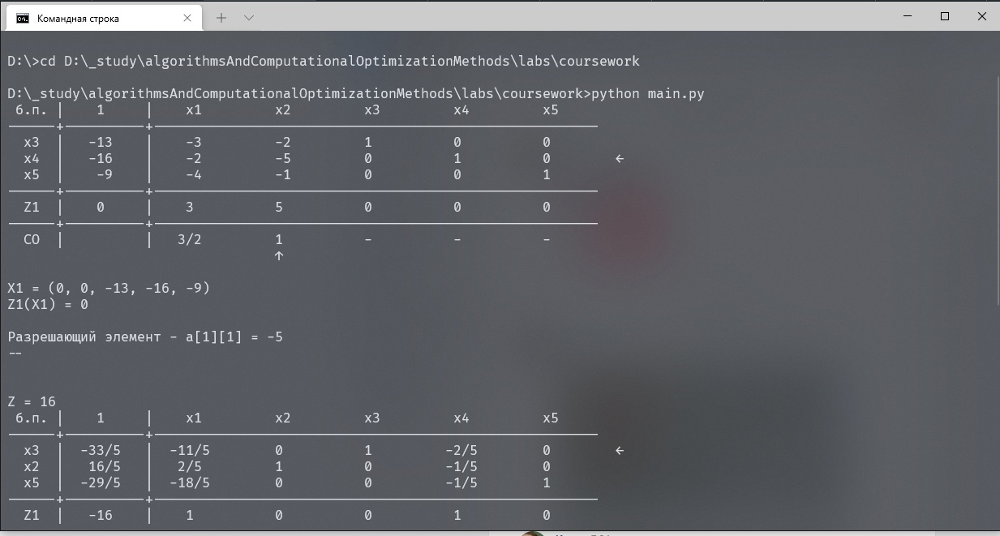 Командная строка
D:\>cd D:\_study\algorithmsAndComputationalOptimizationMethods\labs\coursework
D:\_study\algorithmsAndComputationalOptimizationMethods\labs\coursework>python main.py
б.п. | 1 | x1 x2 x3 x4 x5
x3 | -13 | -3 -2 1 0 0
x4 | -16 | -2 -5 0 1 0 ←
x5 | -9 | -4 -1 0 0 1
Z1 | 0 | 3 5 0 0 0
CO | | 3/2 1 - - -
↑
X1 = (0, 0, -13, -16, -9)
Z1(X1) = 0
Разрешающий элемент - a[1][1] = -5
--
Z = 16
б.п. | 1 | x1 x2 x3 x4 x5
x3 | -33/5 | -11/5 0 1 -2/5 0 ←
x2 | 16/5 | 2/5 1 0 -1/5 0
x5 | -29/5 | -18/5 0 0 -1/5 1
Z1 | -16 | 1 0 0 1 0